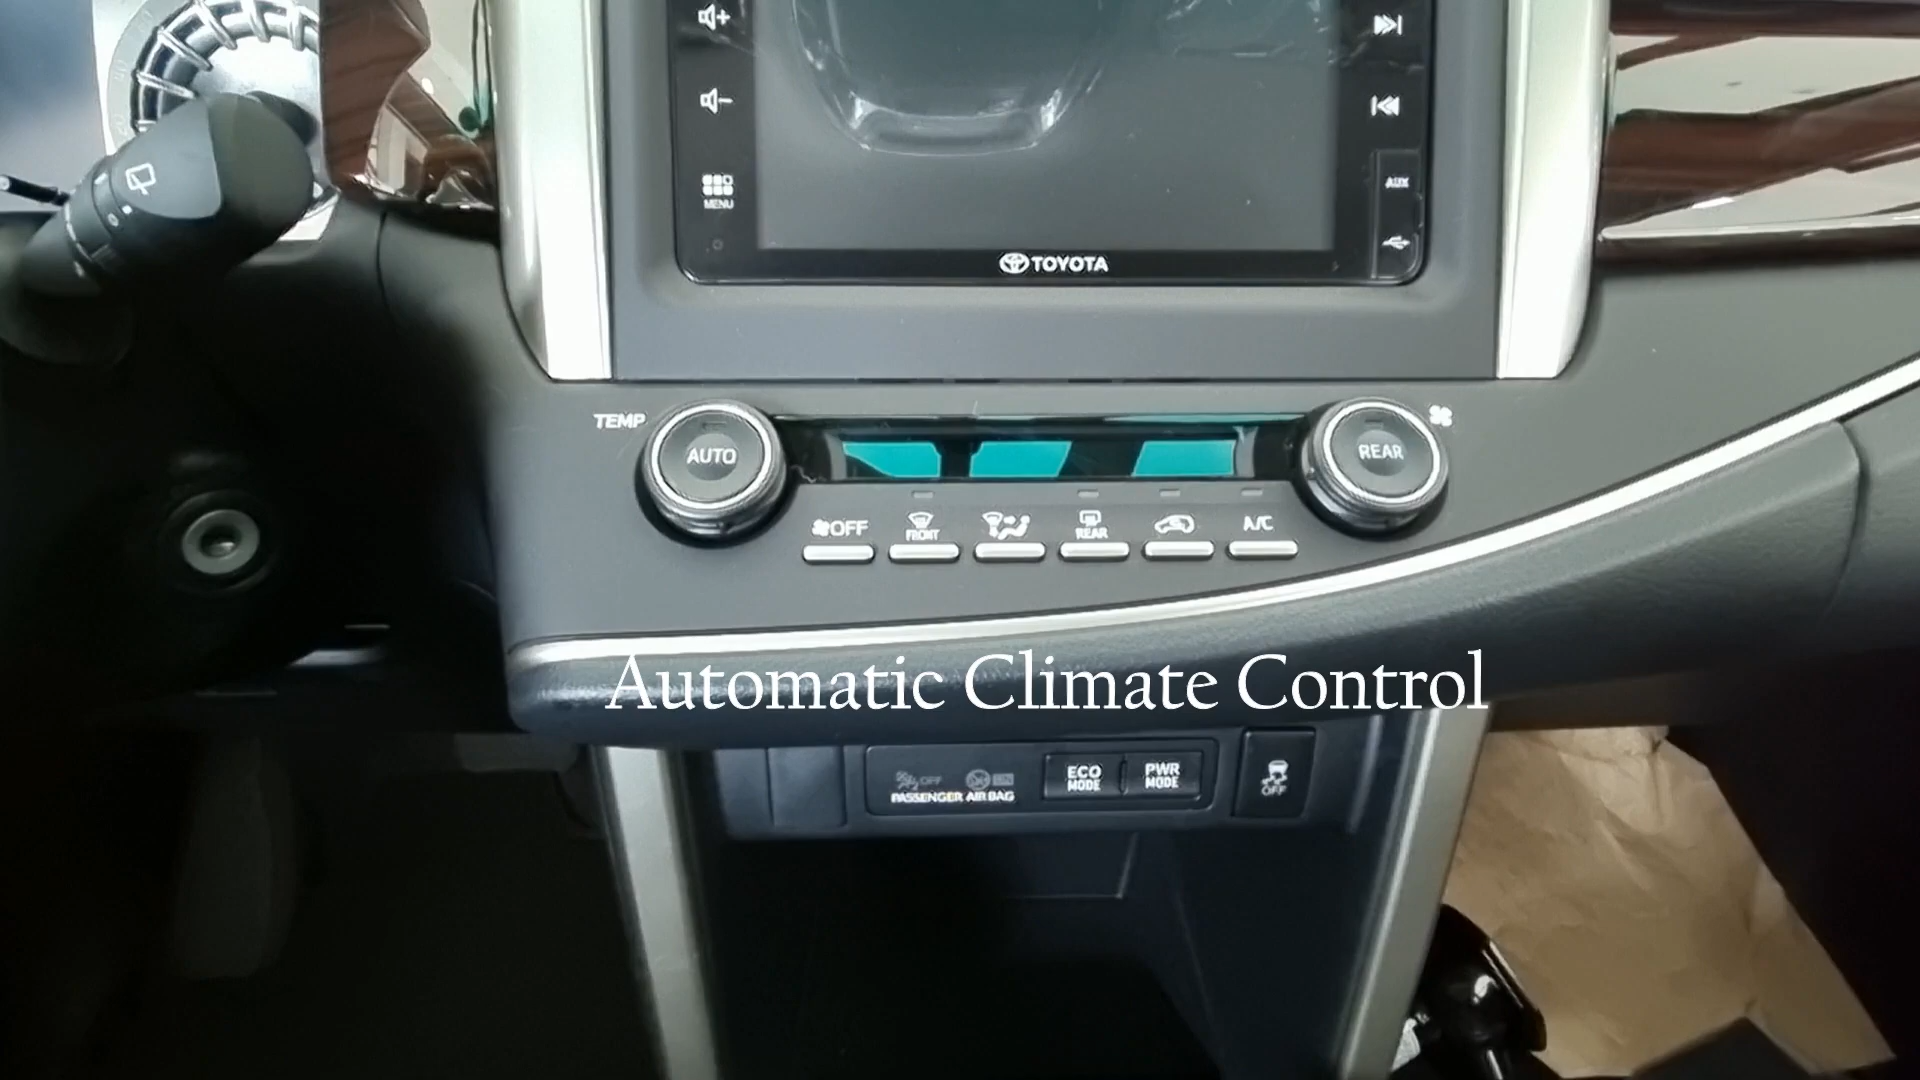 MENU
AUX
TOYOTA
TEMP
AUTO
REAR
OFF
FRONT
REAR
A/C
Automatic Climate Control
OFF
PASSENGER AIR BAG
ECO
MODE
PWR
MODE
OFF